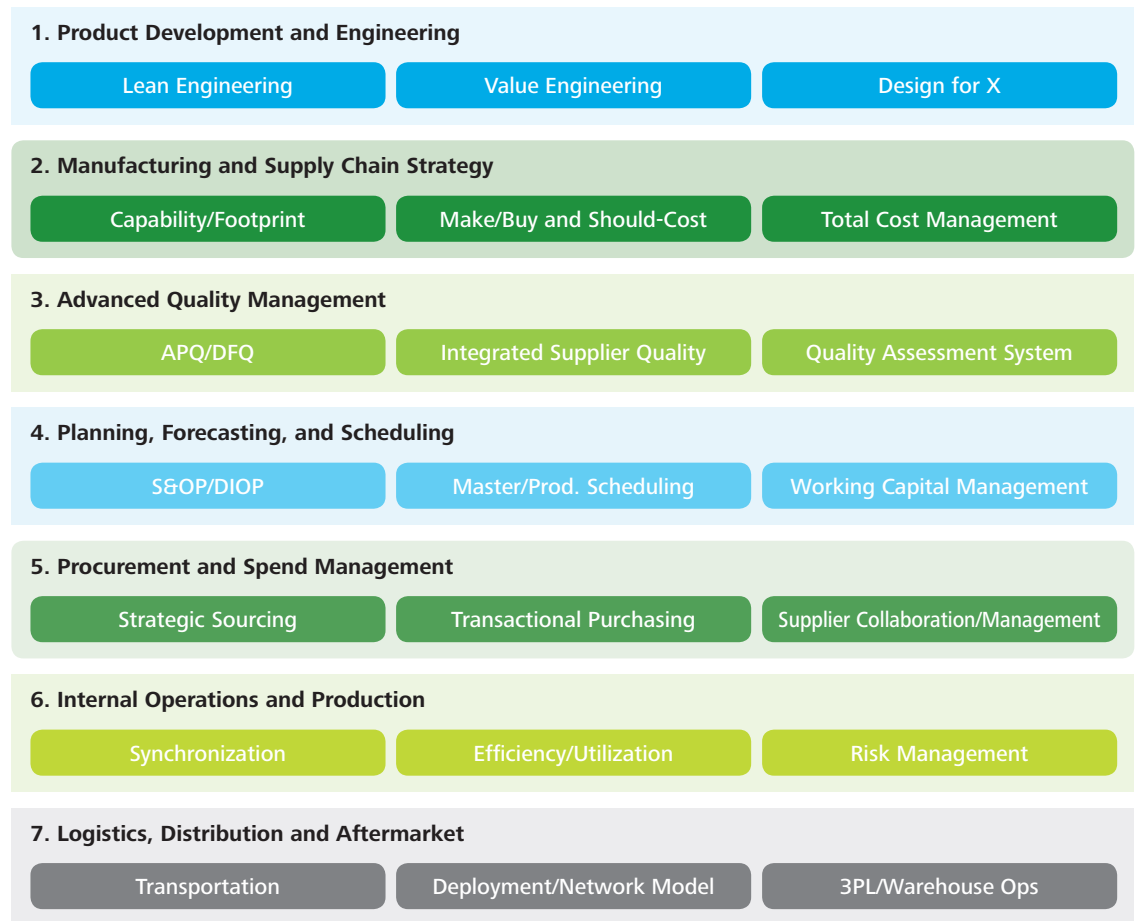 1. Product Development and Engineering
Lean Engineering
Value Engineering
Design for X
2. Manufacturing and Supply Chain Strategy
Capability/Footprint
Make/Buy and Should-Cost
Total Cost Management
3. Advanced Quality Management
APQ/DFQ
Integrated Supplier Quality
Quality Assessment System
4. Planning, Forecasting, and Scheduling
S&OP/DIOP
Master/Prod. Scheduling
Working Capital Management
5. Procurement and Spend Management
Strategic Sourcing
Transactional Purchasing
Supplier Collaboration/Management
6. Internal Operations and Production
Synchronization
Efficiency/Utilization
Risk Management
7. Logistics, Distribution and Aftermarket
Transportation
Deployment/Network Model
3PL/Warehouse Ops